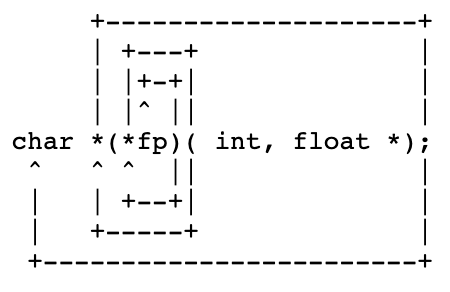 +--------------------+
     | +---+              |
     | |+-+|              |
     | |^ ||              |
char *(*fp)( int, float *);
 ^   ^ ^  ||              |
 |   | +--+|              |
 |   +-----+              |
 +------------------------+